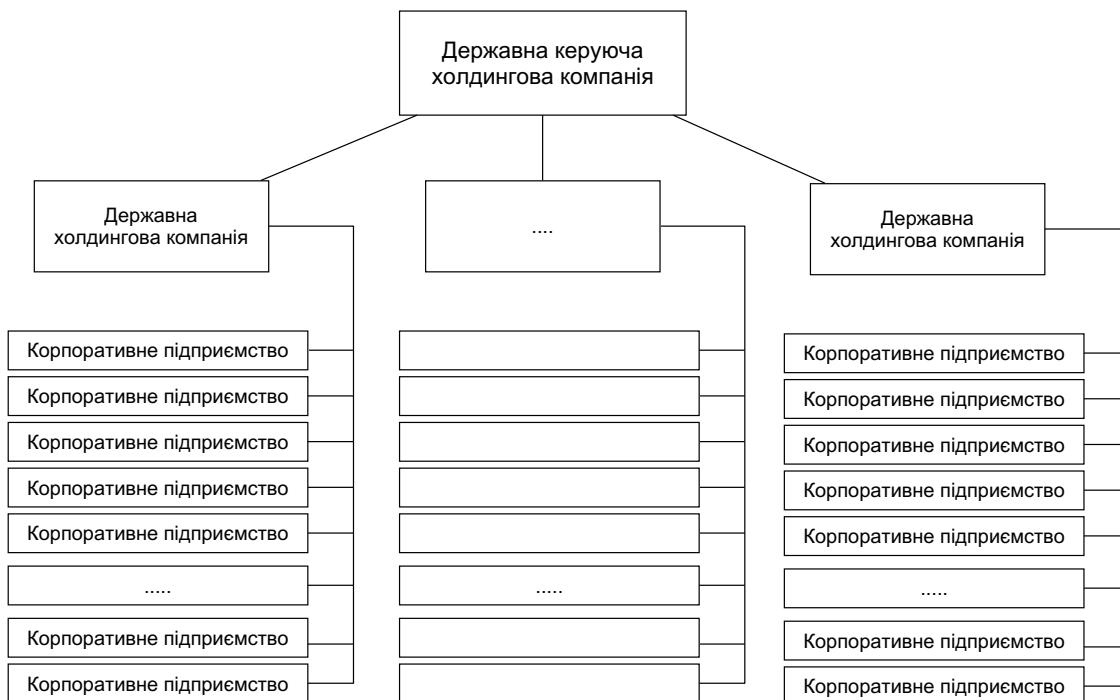 Державна керуюча
холдингова компанія
Державна
холдингова компанія
....
Державна
холдингова компанія
Корпоративне підприємство
Корпоративне підприємство
Корпоративне підприємство
Корпоративне підприємство
Корпоративне підприємство
.....
Корпоративне підприємство
Корпоративне підприємство
.....
Корпоративне підприємство
Корпоративне підприємство
Корпоративне підприємство
Корпоративне підприємство
Корпоративне підприємство
.....
Корпоративне підприємство
Корпоративне підприємство